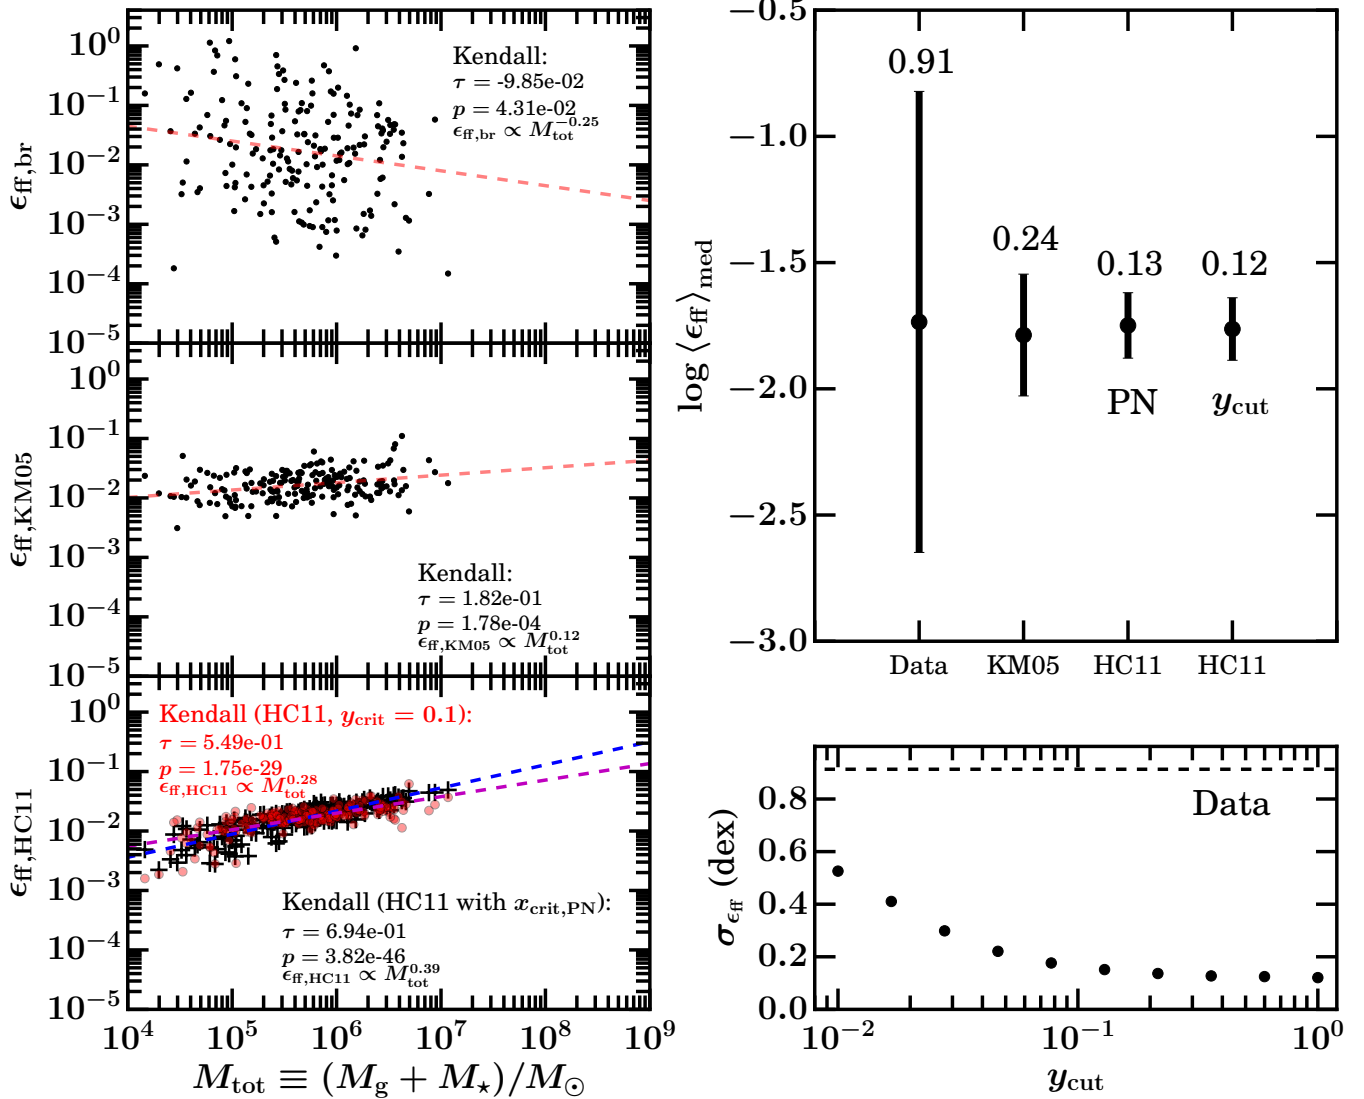 10^0
10^-1
10^-2
10^-3
10^-4
10^-5
ϵ_ff,br
Kendall:
τ = -9.85e-02
p = 4.31e-02
ϵ_ff,br ∝ M_tot^-0.25
10^0
10^-1
10^-2
10^-3
10^-4
10^-5
ϵ_ff,KM05
Kendall:
τ = 1.82e-01
p = 1.78e-04
ϵ_ff,KM05 ∝ M_tot^0.12
10^0
10^-1
10^-2
10^-3
10^-4
10^-5
ϵ_ff,HC11
Kendall (HC11, y_crit = 0.1):
τ = 5.49e-01
p = 1.75e-29
ϵ_ff,HC11 ∝ M_tot^0.28
Kendall (HC11 with x_crit,PN):
τ = 6.94e-01
p = 3.82e-46
ϵ_ff,HC11 ∝ M_tot^0.39
10^4 10^5 10^6 10^7 10^8 10^9
M_tot ≡ (M_g + M_⋆)/M_⊙
−0.5
−1.0
−1.5
−2.0
−2.5
−3.0
log ⟨ϵ_ff⟩_med
0.91
0.24
0.13
0.12
PN
y_cut
Data KM05 HC11 HC11
0.8
0.6
0.4
0.2
0.0
σ_ϵ_ff (dex)
Data
10^-2 10^-1 10^0
y_cut